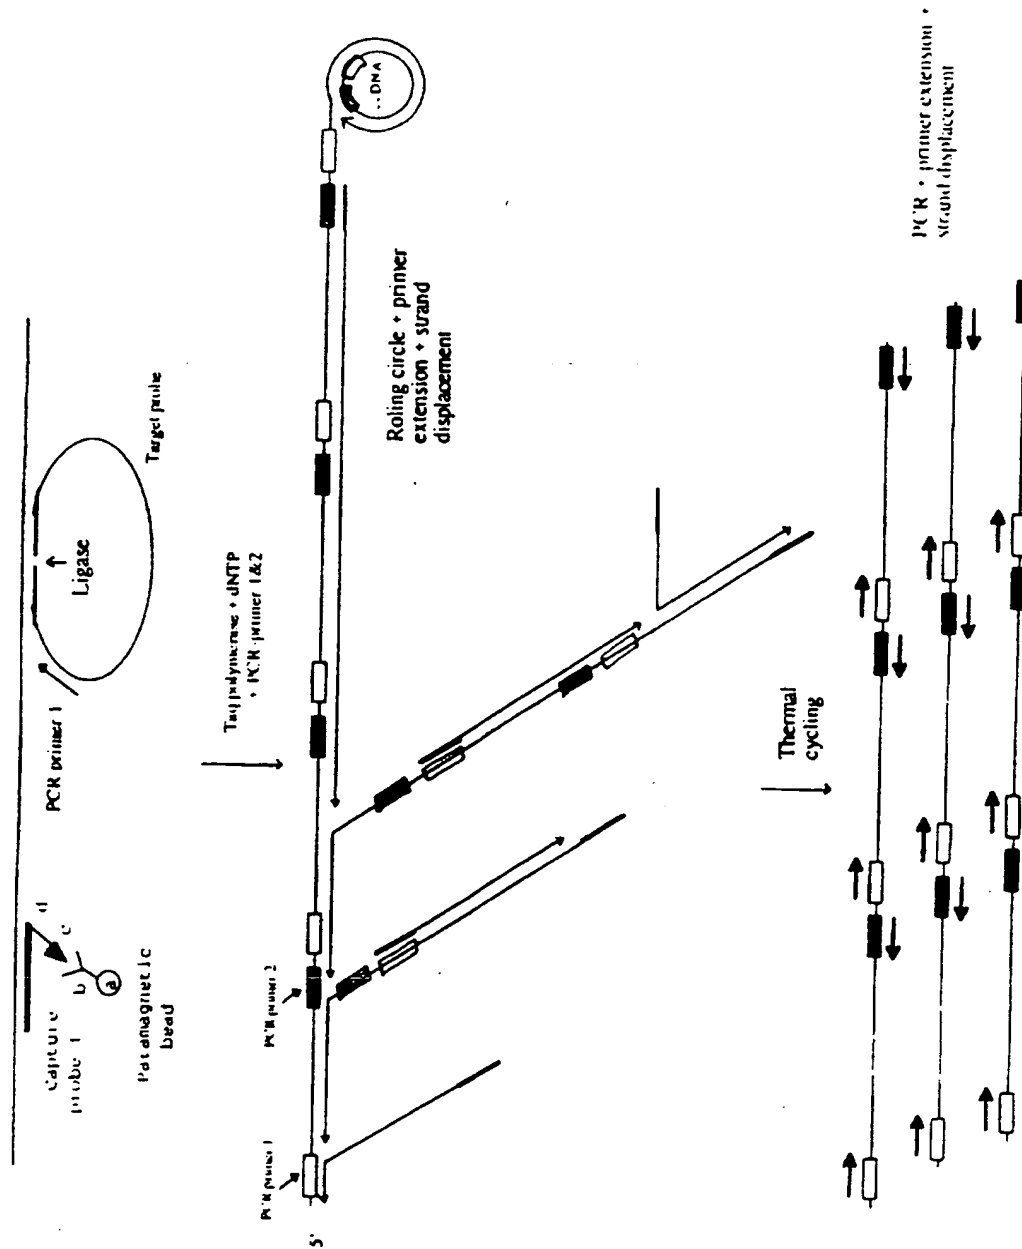 Capture
probe 1
a
b
c
d
Paramagnetic
bead
PCR primer 1
Ligase
Target probe
Taq polymerase + dNTP
+ PCR-primer 1&2
5'
PCR primer 1
PCR primer 2
Roling circle + primer
extension + strand
displacement
DNA
Thermal
cycling
PCR + primer extension +
strand displacement